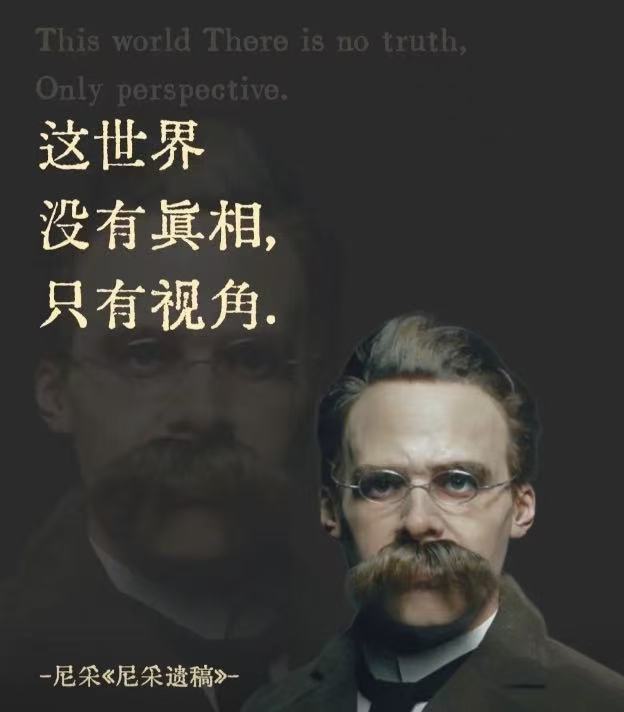 This world There is no truth,
Only perspective.
这世界
没有眞相,
只有视角.
-尼采《尼采遗稿》-